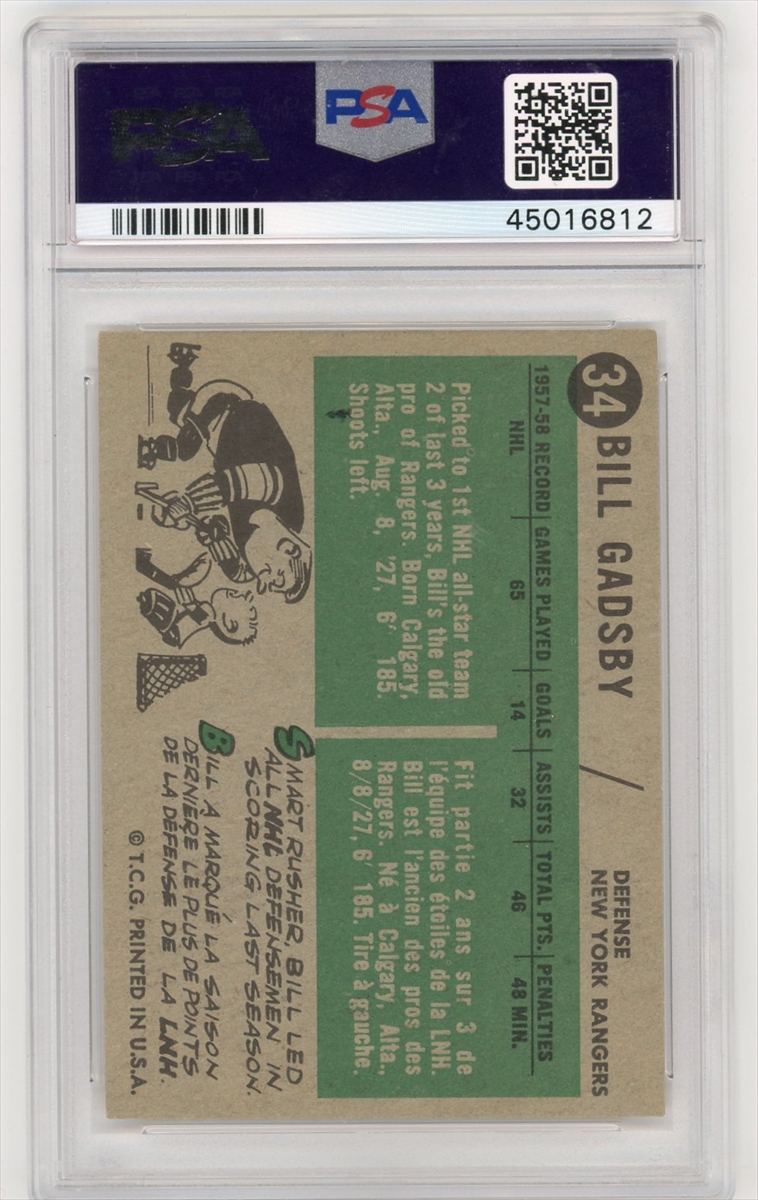 PSA
PSA
45016812
34 BILL GADSBY
DEFENSE
NEW YORK RANGERS
1957-58 RECORD GAMES PLAYED GOALS ASSISTS TOTAL PTS. PENALTIES
NHL 65 14 32 46 48 MIN.
Picked to 1st NHL all-star team
2 of last 3 years, Bill's the old
pro of Rangers. Born Calgary,
Alta., Aug. 8, '27, 6' 185.
Shoots left.
Fit partie 2 ans sur 3 de
l'équipe des étoiles de la LNH.
Bill est l'ancien des pros des
Rangers. Né à Calgary, Alta.,
8/8/27, 6' 185. Tire à gauche.
SMART RUSHER, BILL LED
ALL NHL DEFENSEMEN IN
SCORING LAST SEASON.
BILL A MARQUÉ LA SAISON
DERNIERE LE PLUS DE POINTS
DE LA DÉFENSE DE LA LNH.
© T.C.G. PRINTED IN U.S.A.